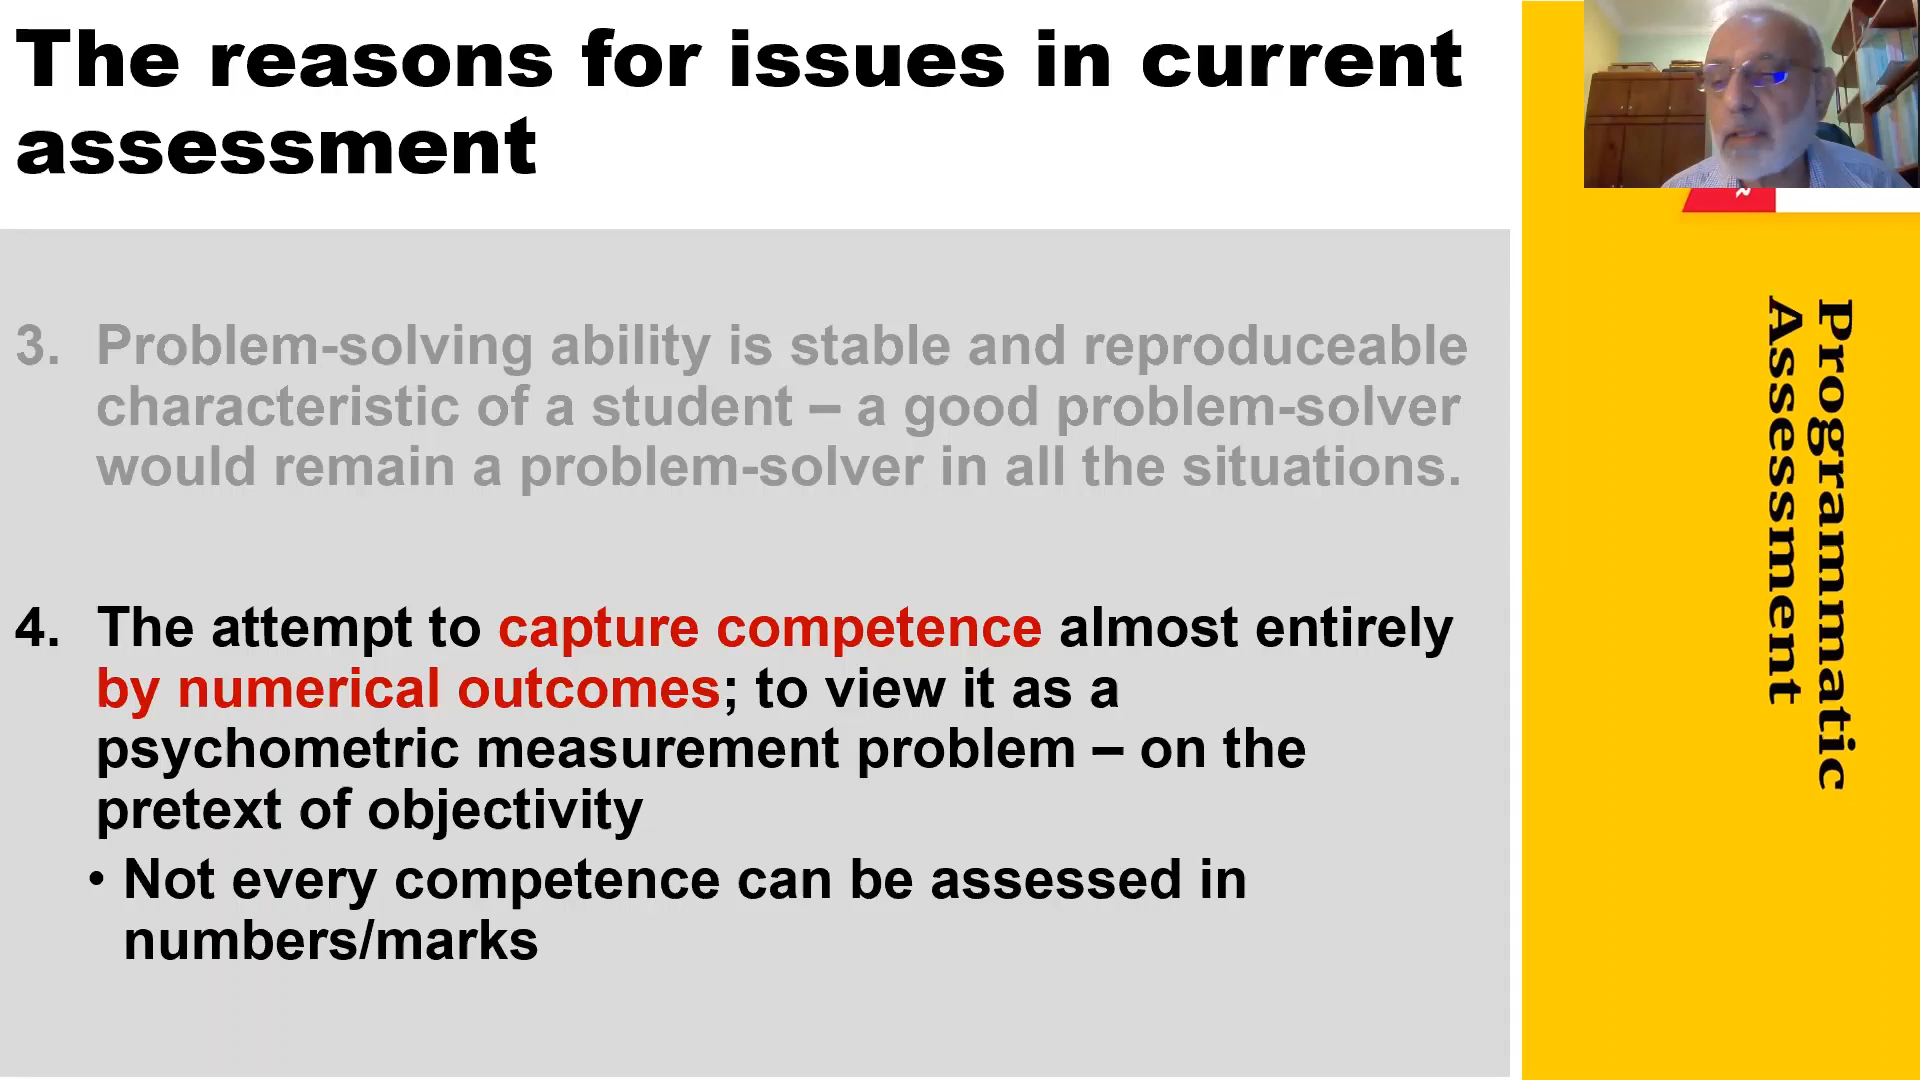 The reasons for issues in current
assessment
3. Problem-solving ability is stable and reproduceable
characteristic of a student – a good problem-solver
would remain a problem-solver in all the situations.
4. The attempt to capture competence almost entirely
by numerical outcomes; to view it as a
psychometric measurement problem – on the
pretext of objectivity
• Not every competence can be assessed in
numbers/marks
Programmatic
Assessment